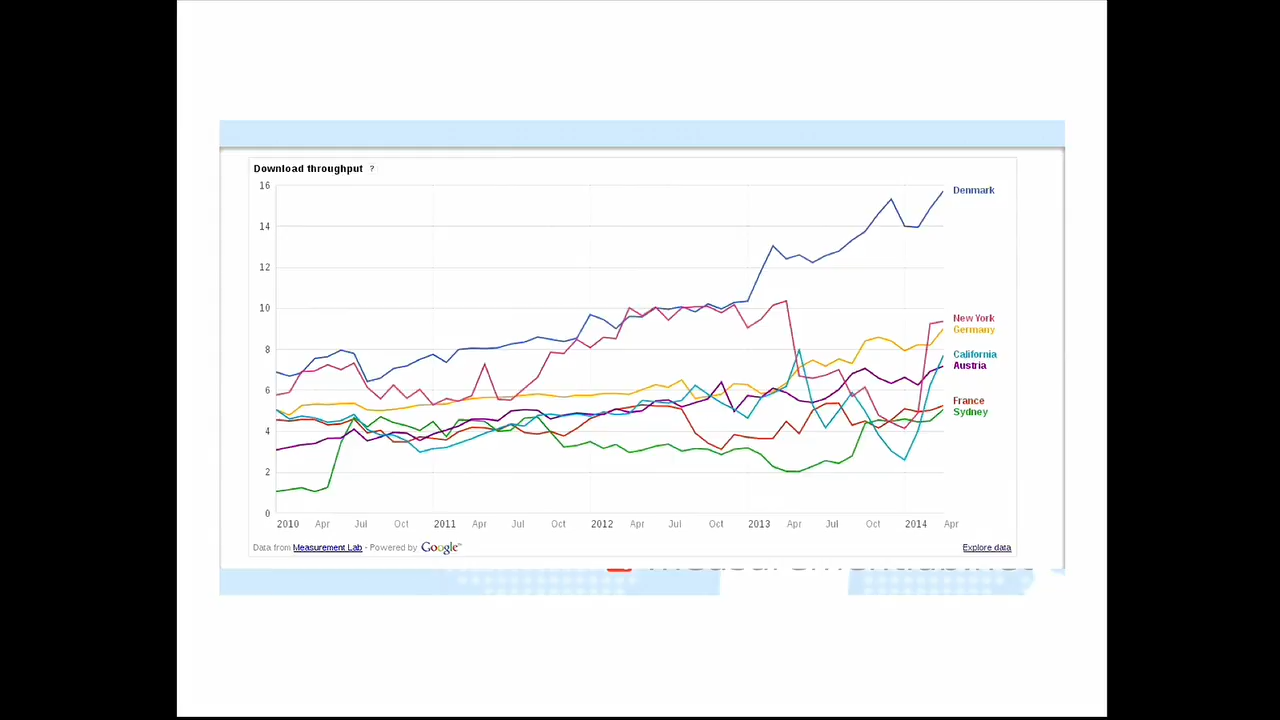 Download throughput ?
16
14
12
10
8
6
4
2
0
Denmark
New York
Germany
California
Austria
France
Sydney
2010 Apr Jul Oct 2011 Apr Jul Oct 2012 Apr Jul Oct 2013 Apr Jul Oct 2014 Apr
Data from Measurement Lab - Powered by Google™
Explore data